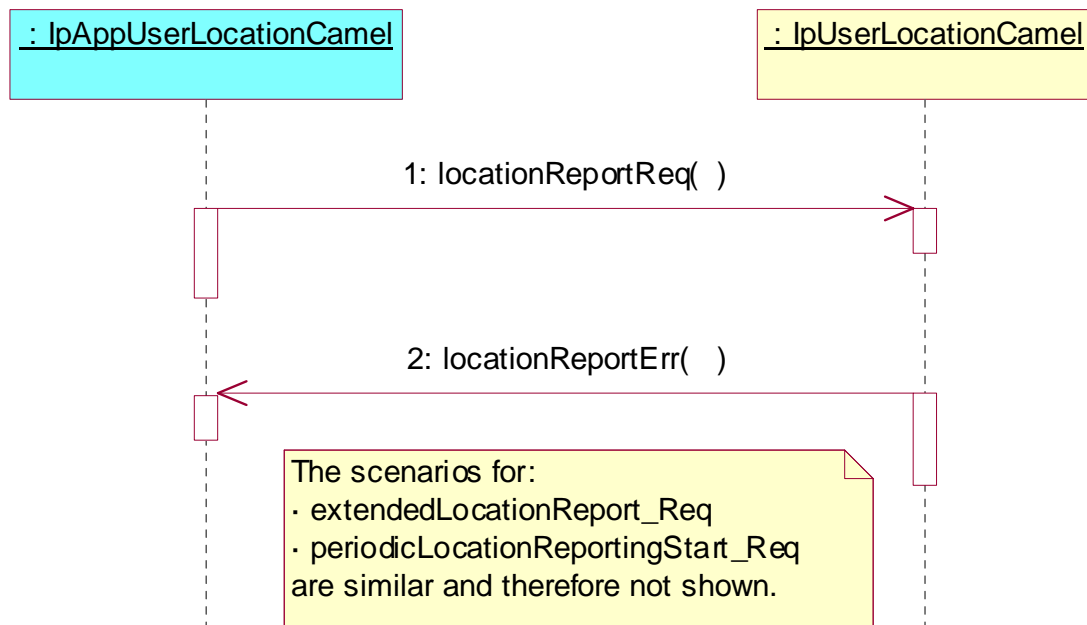 : IpAppUserLocationCamel
: IpUserLocationCamel
1: locationReportReq( )
2: locationReportErr( )
The scenarios for:
· extendedLocationReport_Req
· periodicLocationReportingStart_Req
are similar and therefore not shown.